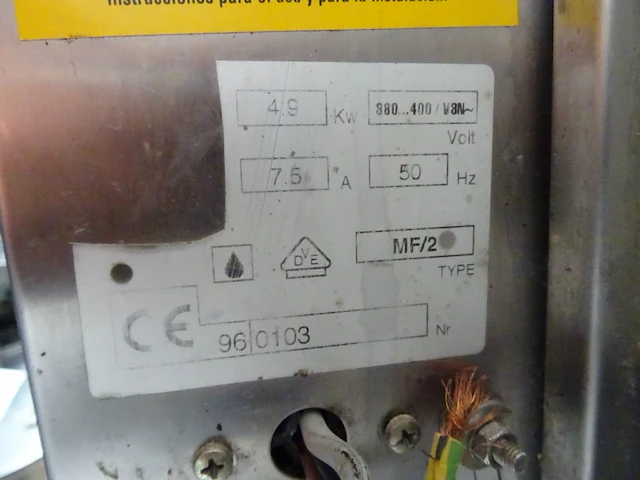 Instrucciones para el uso y para la instalación.
4.9 Kw 380...400 / V3N~
Volt
7.5 A 50 Hz
DVE
MF/2
TYPE
CE
96 0103 Nr